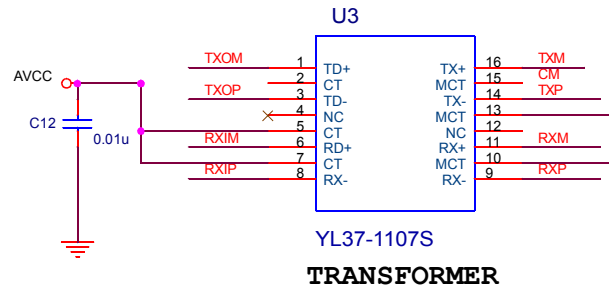 U3
TXOM 1 TD+ TX+ 16 TXM
2 CT MCT 15 CM
TXOP 3 TD- TX- 14 TXP
4 NC MCT 13
5 CT NC 12
RXIM 6 RD+ RX+ 11 RXM
7 CT MCT 10
RXIP 8 RX- RX- 9 RXP
AVCC
C12
0.01u
YL37-1107S
TRANSFORMER